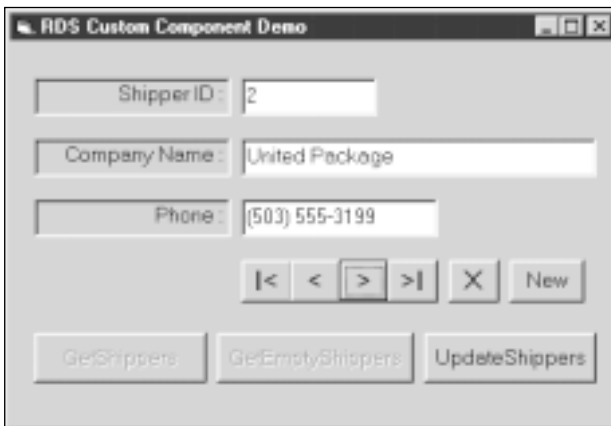 RDS Custom Component Demo
Shipper ID : 2
Company Name : United Package
Phone : (503) 555-3199
|< < > >| X New
GetShippers GetEmptyShippers UpdateShippers